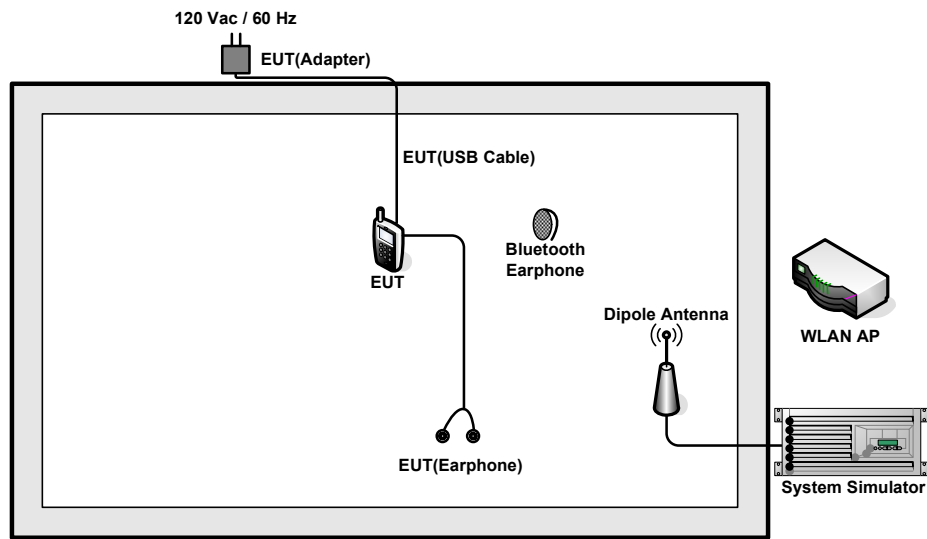 120 Vac / 60 Hz
EUT(Adapter)
EUT(USB Cable)
EUT
Bluetooth
Earphone
Dipole Antenna
WLAN AP
EUT(Earphone)
System Simulator